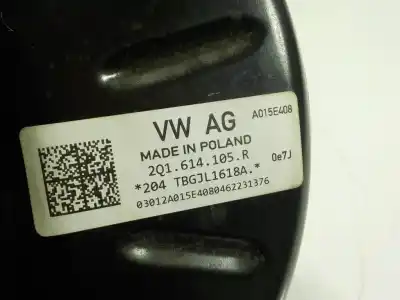 A015E408
VW AG
MADE IN POLAND
2Q1.614.105.R
*204 TBGJL1618A.*
0e7J
03012A015E4080462231376